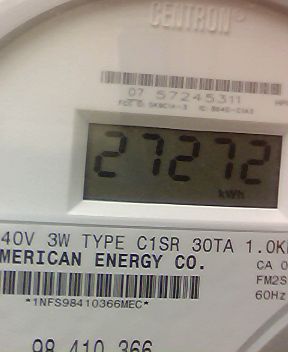 CENTRON®
07 57245311
27272
kWh
40V 3W TYPE C1SR 30TA 1.0K
MERICAN ENERGY CO.
CA 0
FM2S
60Hz
*1NFS98410366MEC*
98 410 366